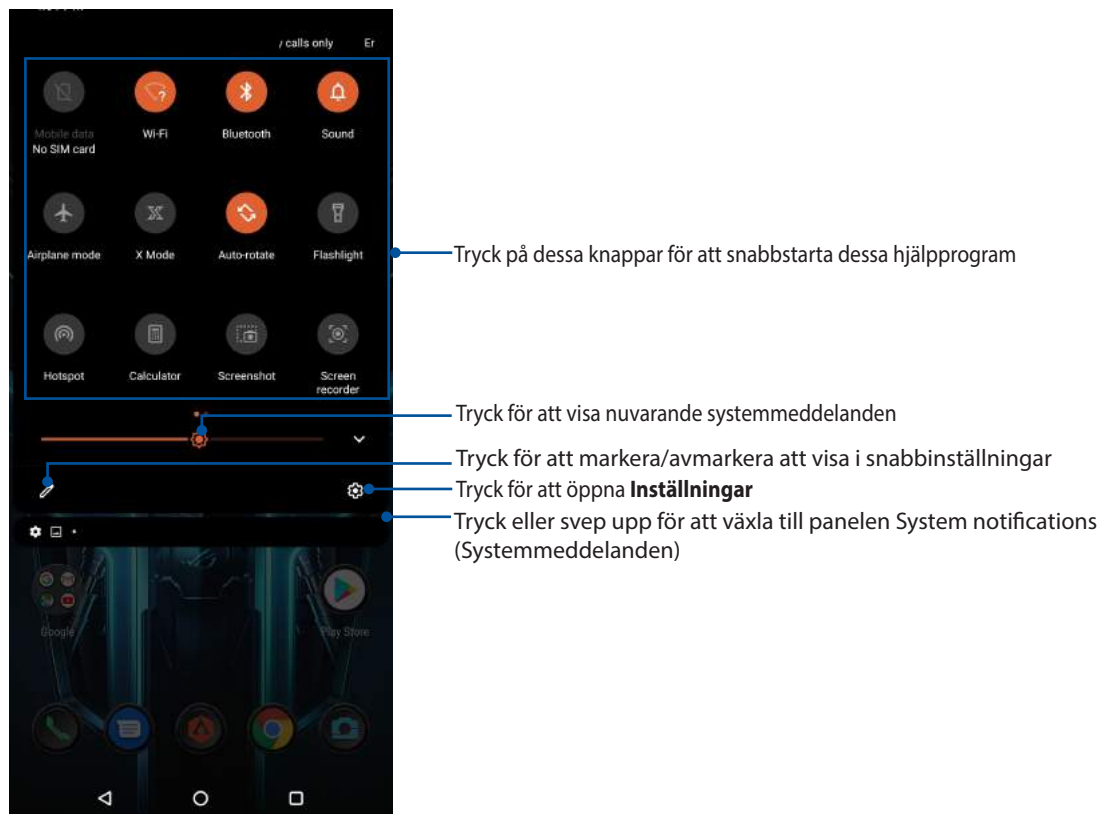 / calls only Er
Mobile data Wi-Fi Bluetooth Sound
No SIM card
Airplane mode X Mode Auto-rotate Flashlight
Tryck på dessa knappar för att snabbstarta dessa hjälpprogram
Hotspot Calculator Screenshot Screen
recorder
Tryck för att visa nuvarande systemmeddelanden
Tryck för att markera/avmarkera att visa i snabbinställningar
Tryck för att öppna Inställningar
Tryck eller svep upp för att växla till panelen System notifications
(Systemmeddelanden)
Google Play Store